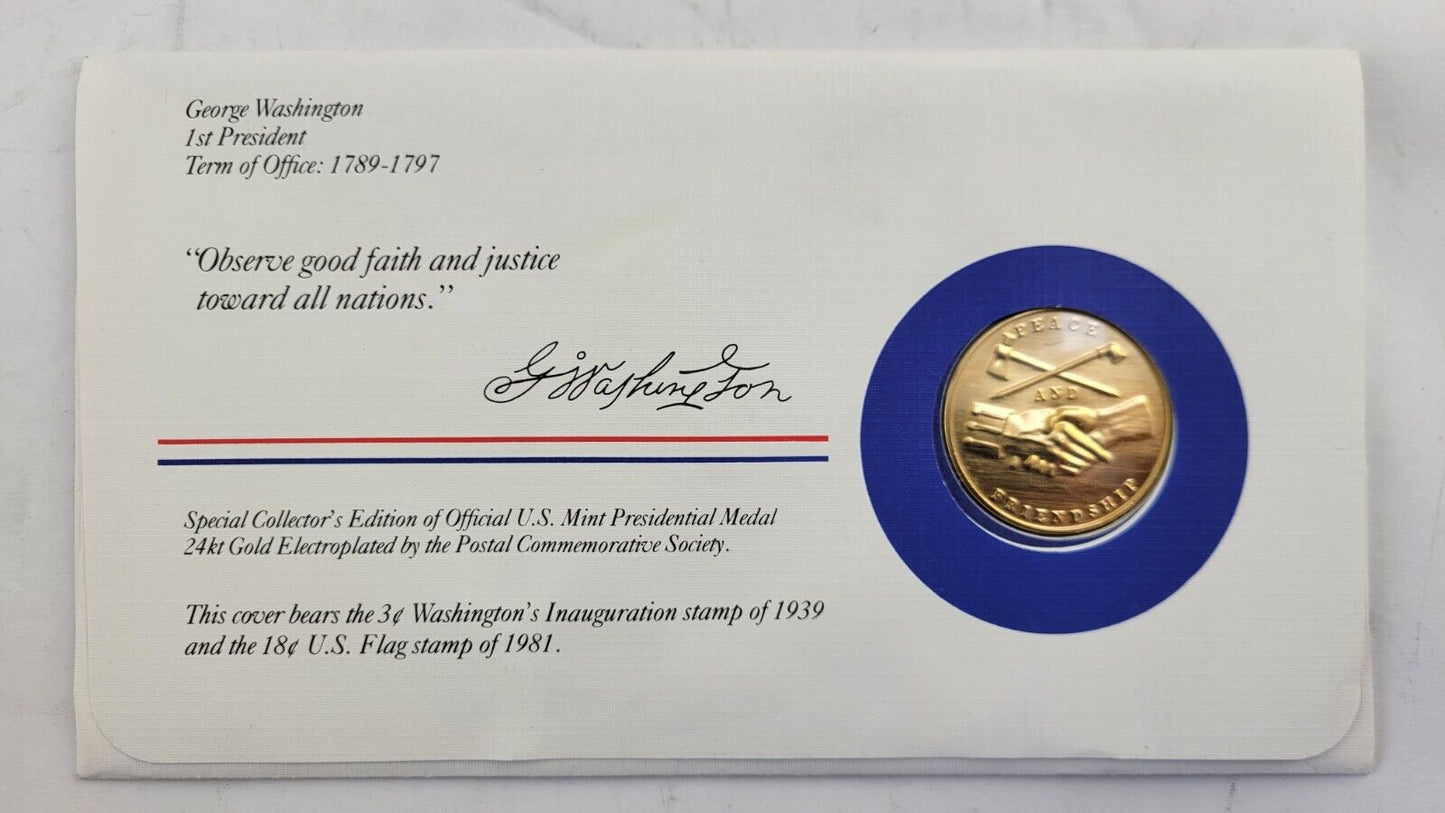 George Washington
1st President
Term of Office: 1789-1797
“Observe good faith and justice
toward all nations.”
G Washington
Special Collector's Edition of Official U.S. Mint Presidential Medal
24kt Gold Electroplated by the Postal Commemorative Society.
This cover bears the 3¢ Washington's Inauguration stamp of 1939
and the 18¢ U.S. Flag stamp of 1981.
PEACE
AND
FRIENDSHIP